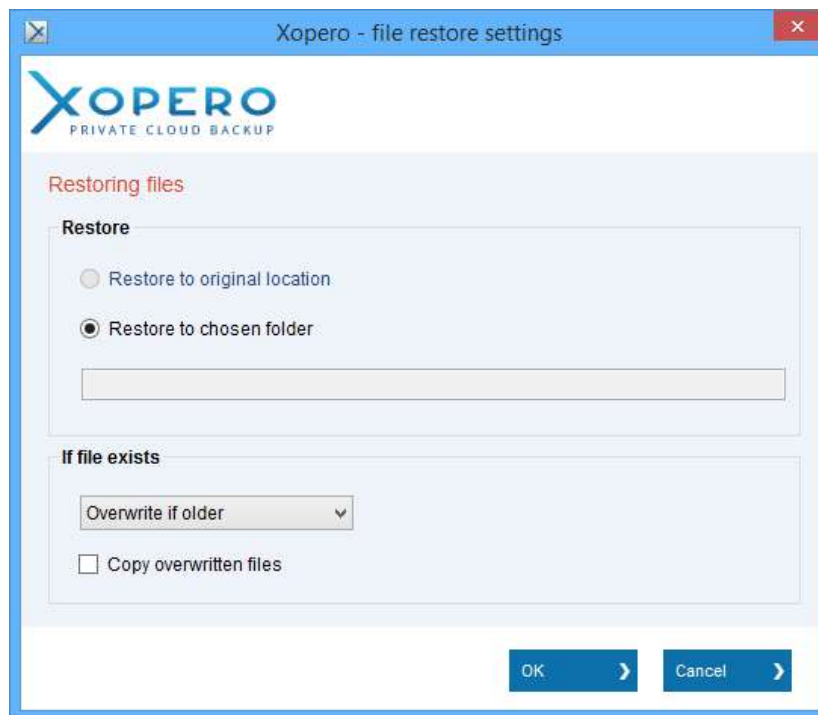 Xopero - file restore settings
XOPERO
PRIVATE CLOUD BACKUP
Restoring files
Restore
Restore to original location
Restore to chosen folder
If file exists
Overwrite if older
Copy overwritten files
OK
Cancel